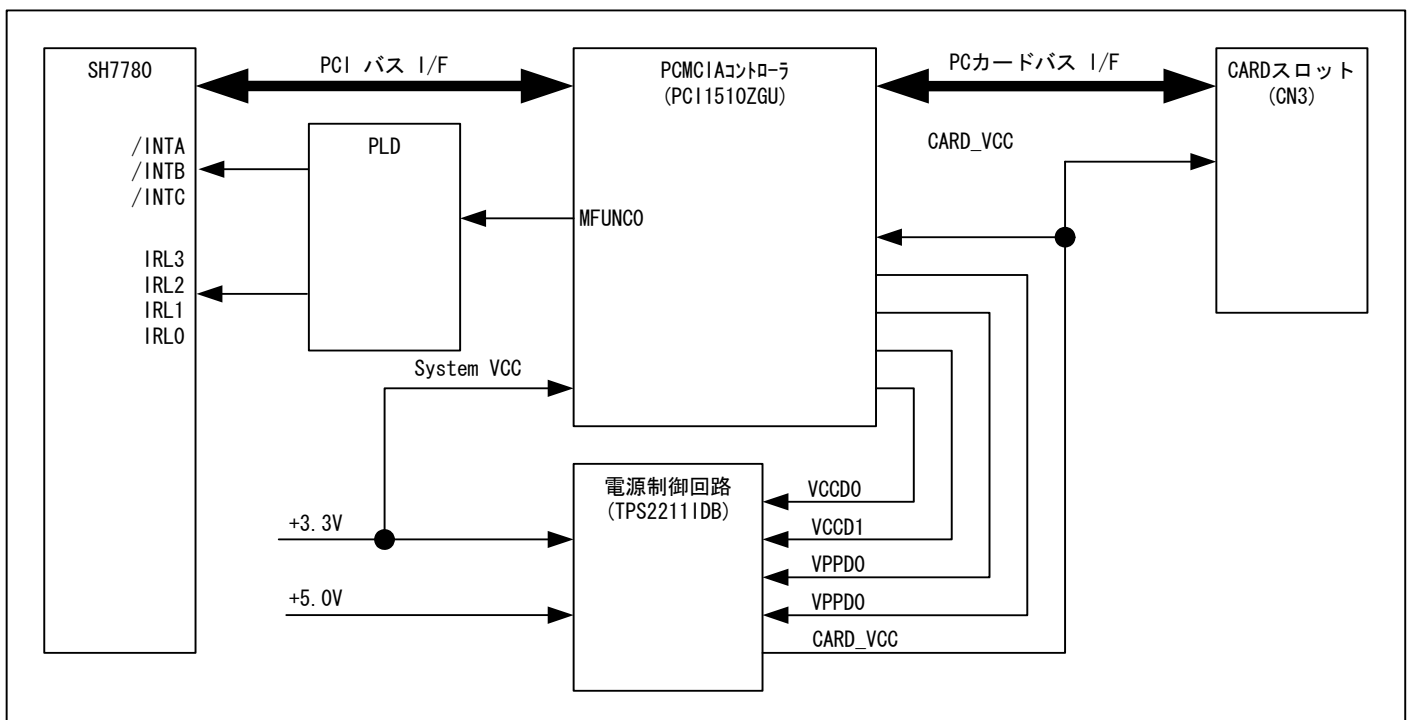 SH7780
PCI バス I/F
PCMCIAコントローラ
(PCI1510ZGU)
PCカードバス I/F
CARDスロット
(CN3)
/INTA
/INTB
/INTC
PLD
CARD_VCC
MFUNC0
IRL3
IRL2
IRL1
IRL0
System VCC
電源制御回路
(TPS2211IDB)
VCCD0
+3.3V
VCCD1
VPPD0
+5.0V
VPPD0
CARD_VCC